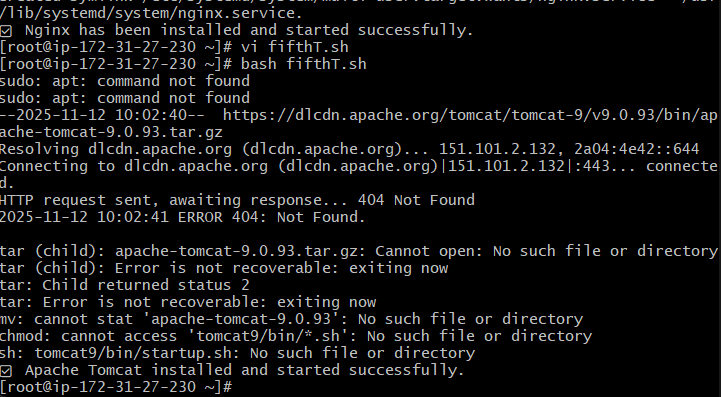 /lib/systemd/system/nginx.service.
☑ Nginx has been installed and started successfully.
[root@ip-172-31-27-230 ~]# vi fifthT.sh
[root@ip-172-31-27-230 ~]# bash fifthT.sh
sudo: apt: command not found
sudo: apt: command not found
--2025-11-12 10:02:40--  https://dlcdn.apache.org/tomcat/tomcat-9/v9.0.93/bin/ap
ache-tomcat-9.0.93.tar.gz
Resolving dlcdn.apache.org (dlcdn.apache.org)... 151.101.2.132, 2a04:4e42::644
Connecting to dlcdn.apache.org (dlcdn.apache.org)|151.101.2.132|:443... connecte
d.
HTTP request sent, awaiting response... 404 Not Found
2025-11-12 10:02:41 ERROR 404: Not Found.
tar (child): apache-tomcat-9.0.93.tar.gz: Cannot open: No such file or directory
tar (child): Error is not recoverable: exiting now
tar: Child returned status 2
tar: Error is not recoverable: exiting now
mv: cannot stat 'apache-tomcat-9.0.93': No such file or directory
chmod: cannot access 'tomcat9/bin/*.sh': No such file or directory
sh: tomcat9/bin/startup.sh: No such file or directory
☑ Apache Tomcat installed and started successfully.
[root@ip-172-31-27-230 ~]#